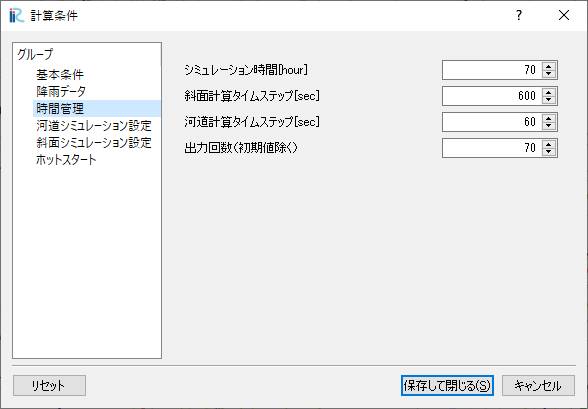 計算条件
グループ
基本条件
降雨データ
時間管理
河道シミュレーション設定
斜面シミュレーション設定
ホットスタート
シミュレーション時間[hour] 70
斜面計算タイムステップ[sec] 600
河道計算タイムステップ[sec] 60
出力回数(初期値除く) 70
リセット 保存して閉じる(S) キャンセル